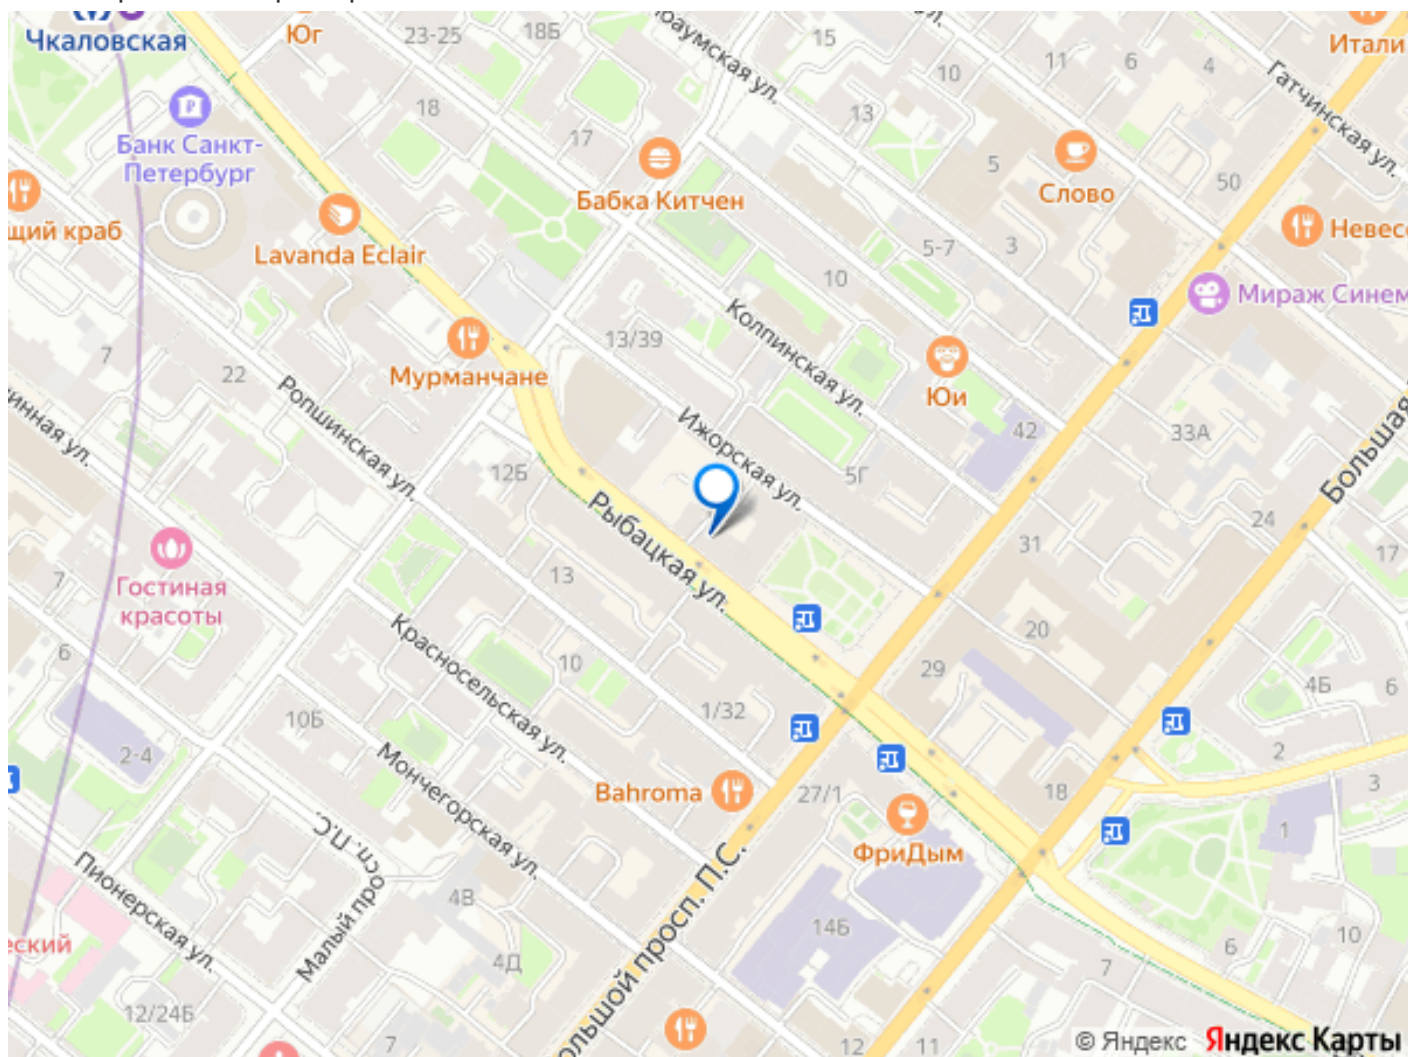 Чкаловская
Юг
23-25
18Б
15
10
11
6
4
Итали
Гатчинская ул.
Банк Санкт-
Петербург
18
17
13
Бабка Китчен
5
Слово
50
щий краб
Lavanda Eclair
5-7
3
Невес
10
Мираж Синем
Колпинская ул.
13/39
Мурманчане
7
22
Юи
Ропшинская ул.
Ижорская ул.
42
33А
Большая
инная ул.
12Б
5Г
24
Рыбацкая ул.
31
17
Гостиная
красоты
7
13
20
Красносельская ул.
6
10
29
4Б
6
10Б
1/32
2-4
Мончегорская ул.
2
3
Bahroma
27/1
18
1
ФриДым
Малый просп. П.С.
Пионерская ул.
4В
14Б
Большой просп. П.С.
еский
4Д
6
10
7
12/24Б
7
12
11
© Яндекс Яндекс Карты